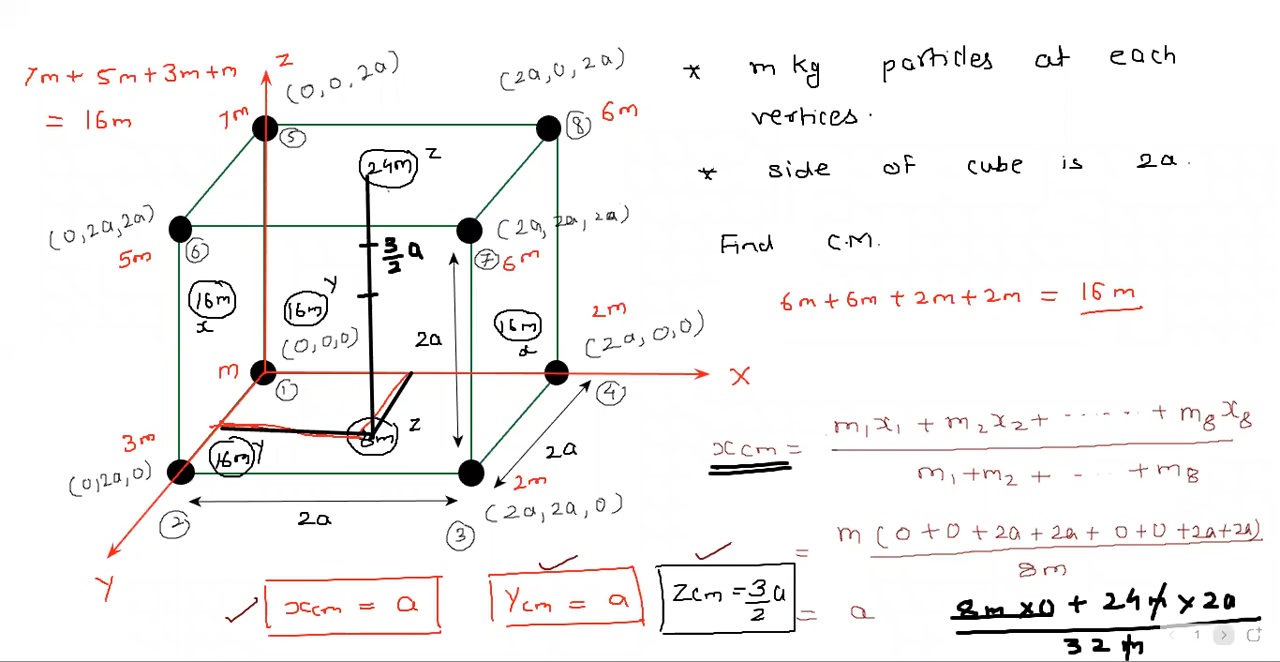 7m + 5m + 3m + m
= 16m
Z
(0,0,2a)
(2a,0,2a)
7m
5
8
6m
24m Z
(0,2a,2a)
(2a,2a,2a)
6
5m
3/2 a
7
6m
16m
x
16m
y
16m
x
2m
(0,0,0)
2a
(2a,0,0)
m
1
4
X
3m
8m Z
16m y
(0,2a,0)
2a
2m
2a
(2a,2a,0)
2
3
Y
xcm = a
Ycm = a
Zcm = 3/2 a
* m kg particles at each
vertices.
* side of cube is 2a.
Find C.M.
6m + 6m + 2m + 2m = 16m
xcm = m₁x₁ + m₂x₂ + ...... + m₈x₈
m₁ + m₂ + ..... + m₈
= m (0+0+2a+2a+0+0+2a+2a)
8m
= a
8m×0 + 24m×2a
32m
1